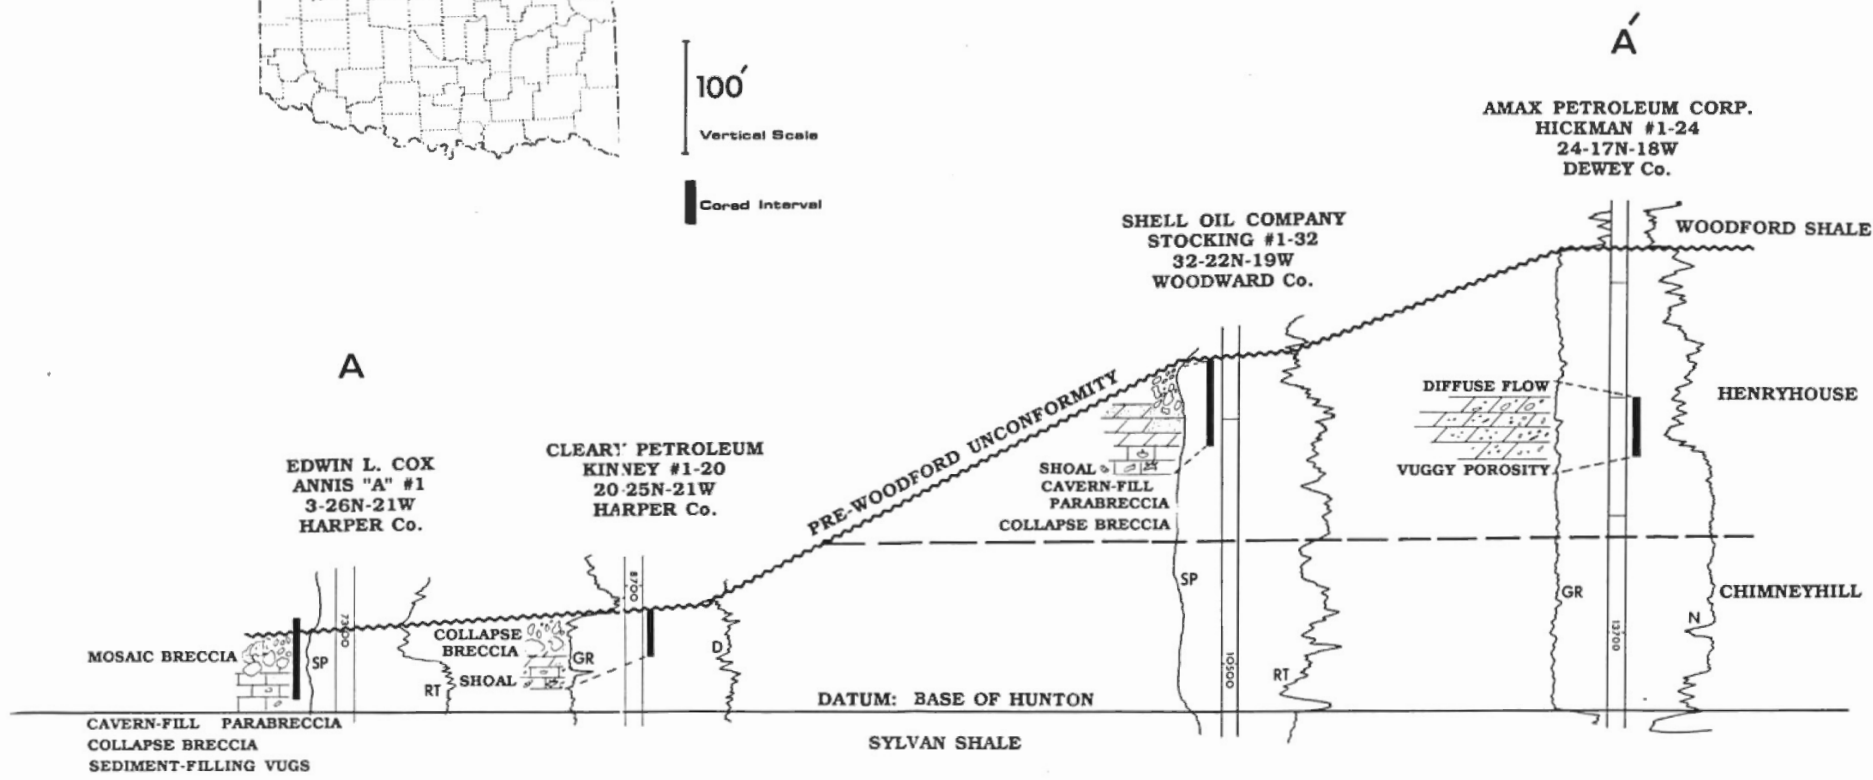 100′
Vertical Scale
Cored Interval
A′
AMAX PETROLEUM CORP.
HICKMAN #1-24
24-17N-18W
DEWEY Co.
WOODFORD SHALE
SHELL OIL COMPANY
STOCKING #1-32
32-22N-19W
WOODWARD Co.
A
EDWIN L. COX
ANNIS "A" #1
3-26N-21W
HARPER Co.
CLEARY PETROLEUM
KINNEY #1-20
20-25N-21W
HARPER Co.
PRE-WOODFORD UNCONFORMITY
DIFFUSE FLOW
VUGGY POROSITY
HENRYHOUSE
SHOAL
CAVERN-FILL
PARABRECCIA
COLLAPSE BRECCIA
SP
GR
CHIMNEYHILL
N
MOSAIC BRECCIA
SP
RT
COLLAPSE
BRECCIA
SHOAL
GR
8700
D
10500
RT
13700
DATUM: BASE OF HUNTON
SYLVAN SHALE
CAVERN-FILL PARABRECCIA
COLLAPSE BRECCIA
SEDIMENT-FILLING VUGS